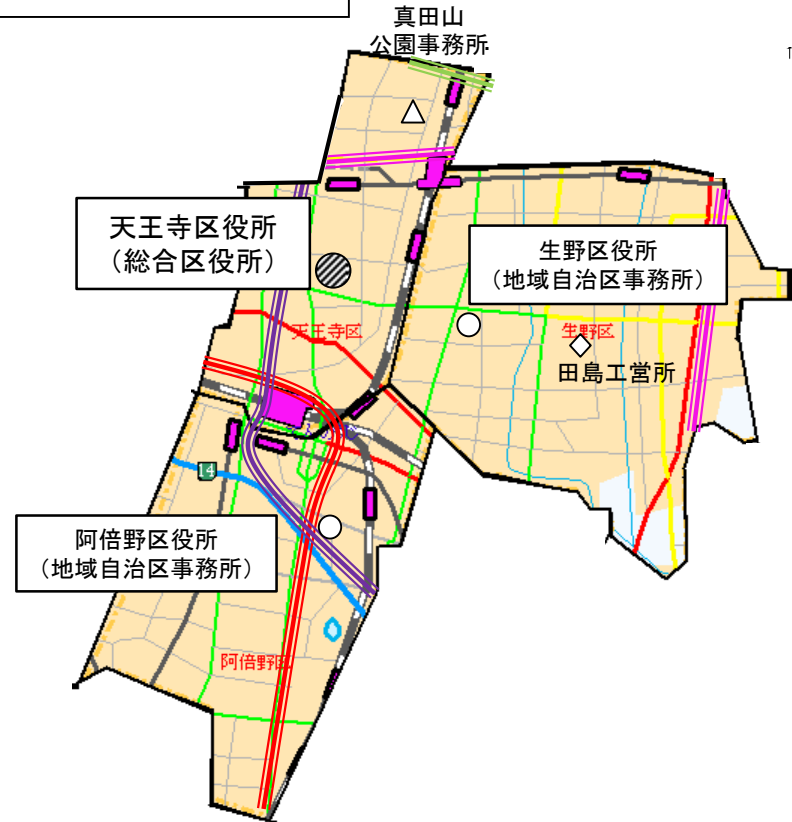 真田山
公園事務所
天王寺区役所
（総合区役所）
生野区役所
（地域自治区事務所）
天王寺区
生野区
田島工営所
14
阿倍野区役所
（地域自治区事務所）
阿倍野区